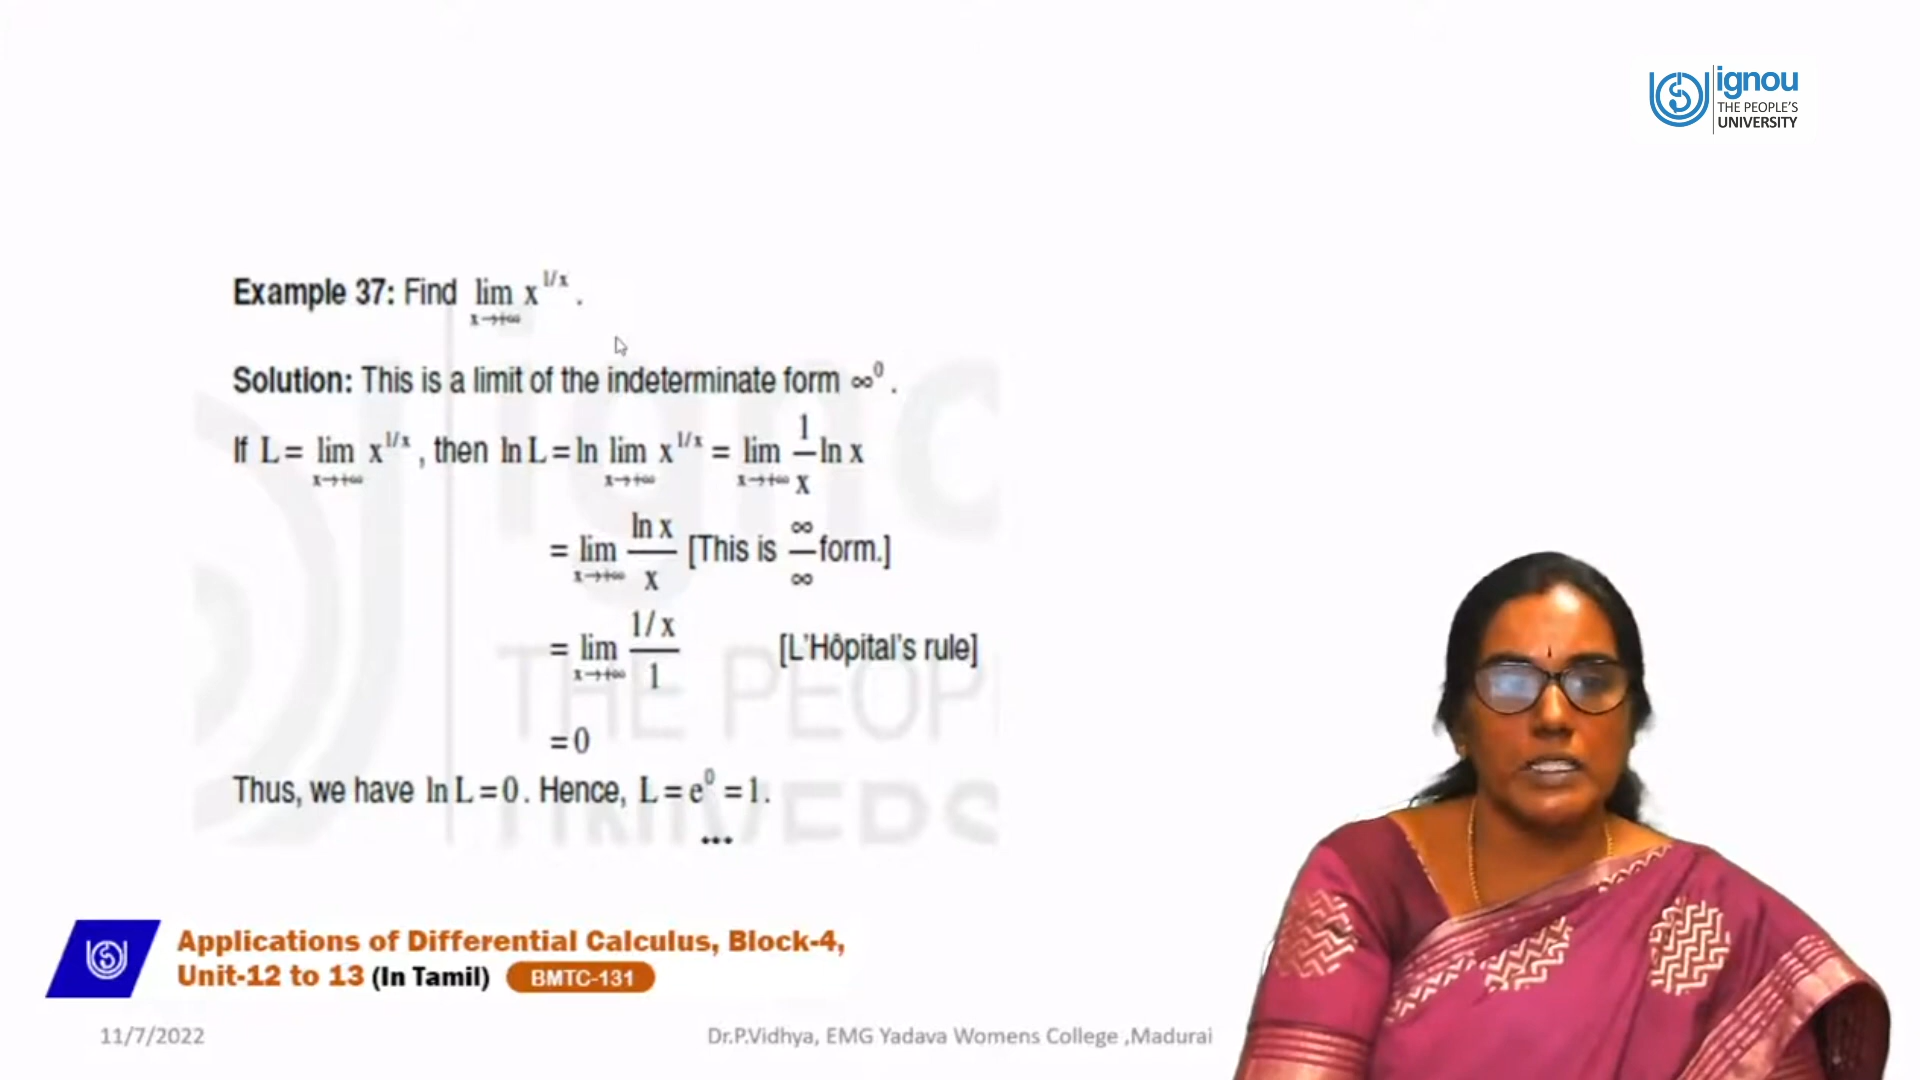 ignou
THE PEOPLE'S
UNIVERSITY
Example 37: Find lim x→+∞ x^{1/x}.
Solution: This is a limit of the indeterminate form ∞^0.
If L = lim x→+∞ x^{1/x}, then ln L = ln lim x→+∞ x^{1/x} = lim x→+∞ 1/x ln x
= lim x→+∞ ln x / x [This is ∞/∞ form.]
= lim x→+∞ 1/x / 1 [L'Hôpital's rule]
= 0
Thus, we have ln L = 0. Hence, L = e^0 = 1.
•••
Applications of Differential Calculus, Block-4,
Unit-12 to 13 (In Tamil) BMTC-131
11/7/2022 Dr.P.Vidhya, EMG Yadava Womens College ,Madurai